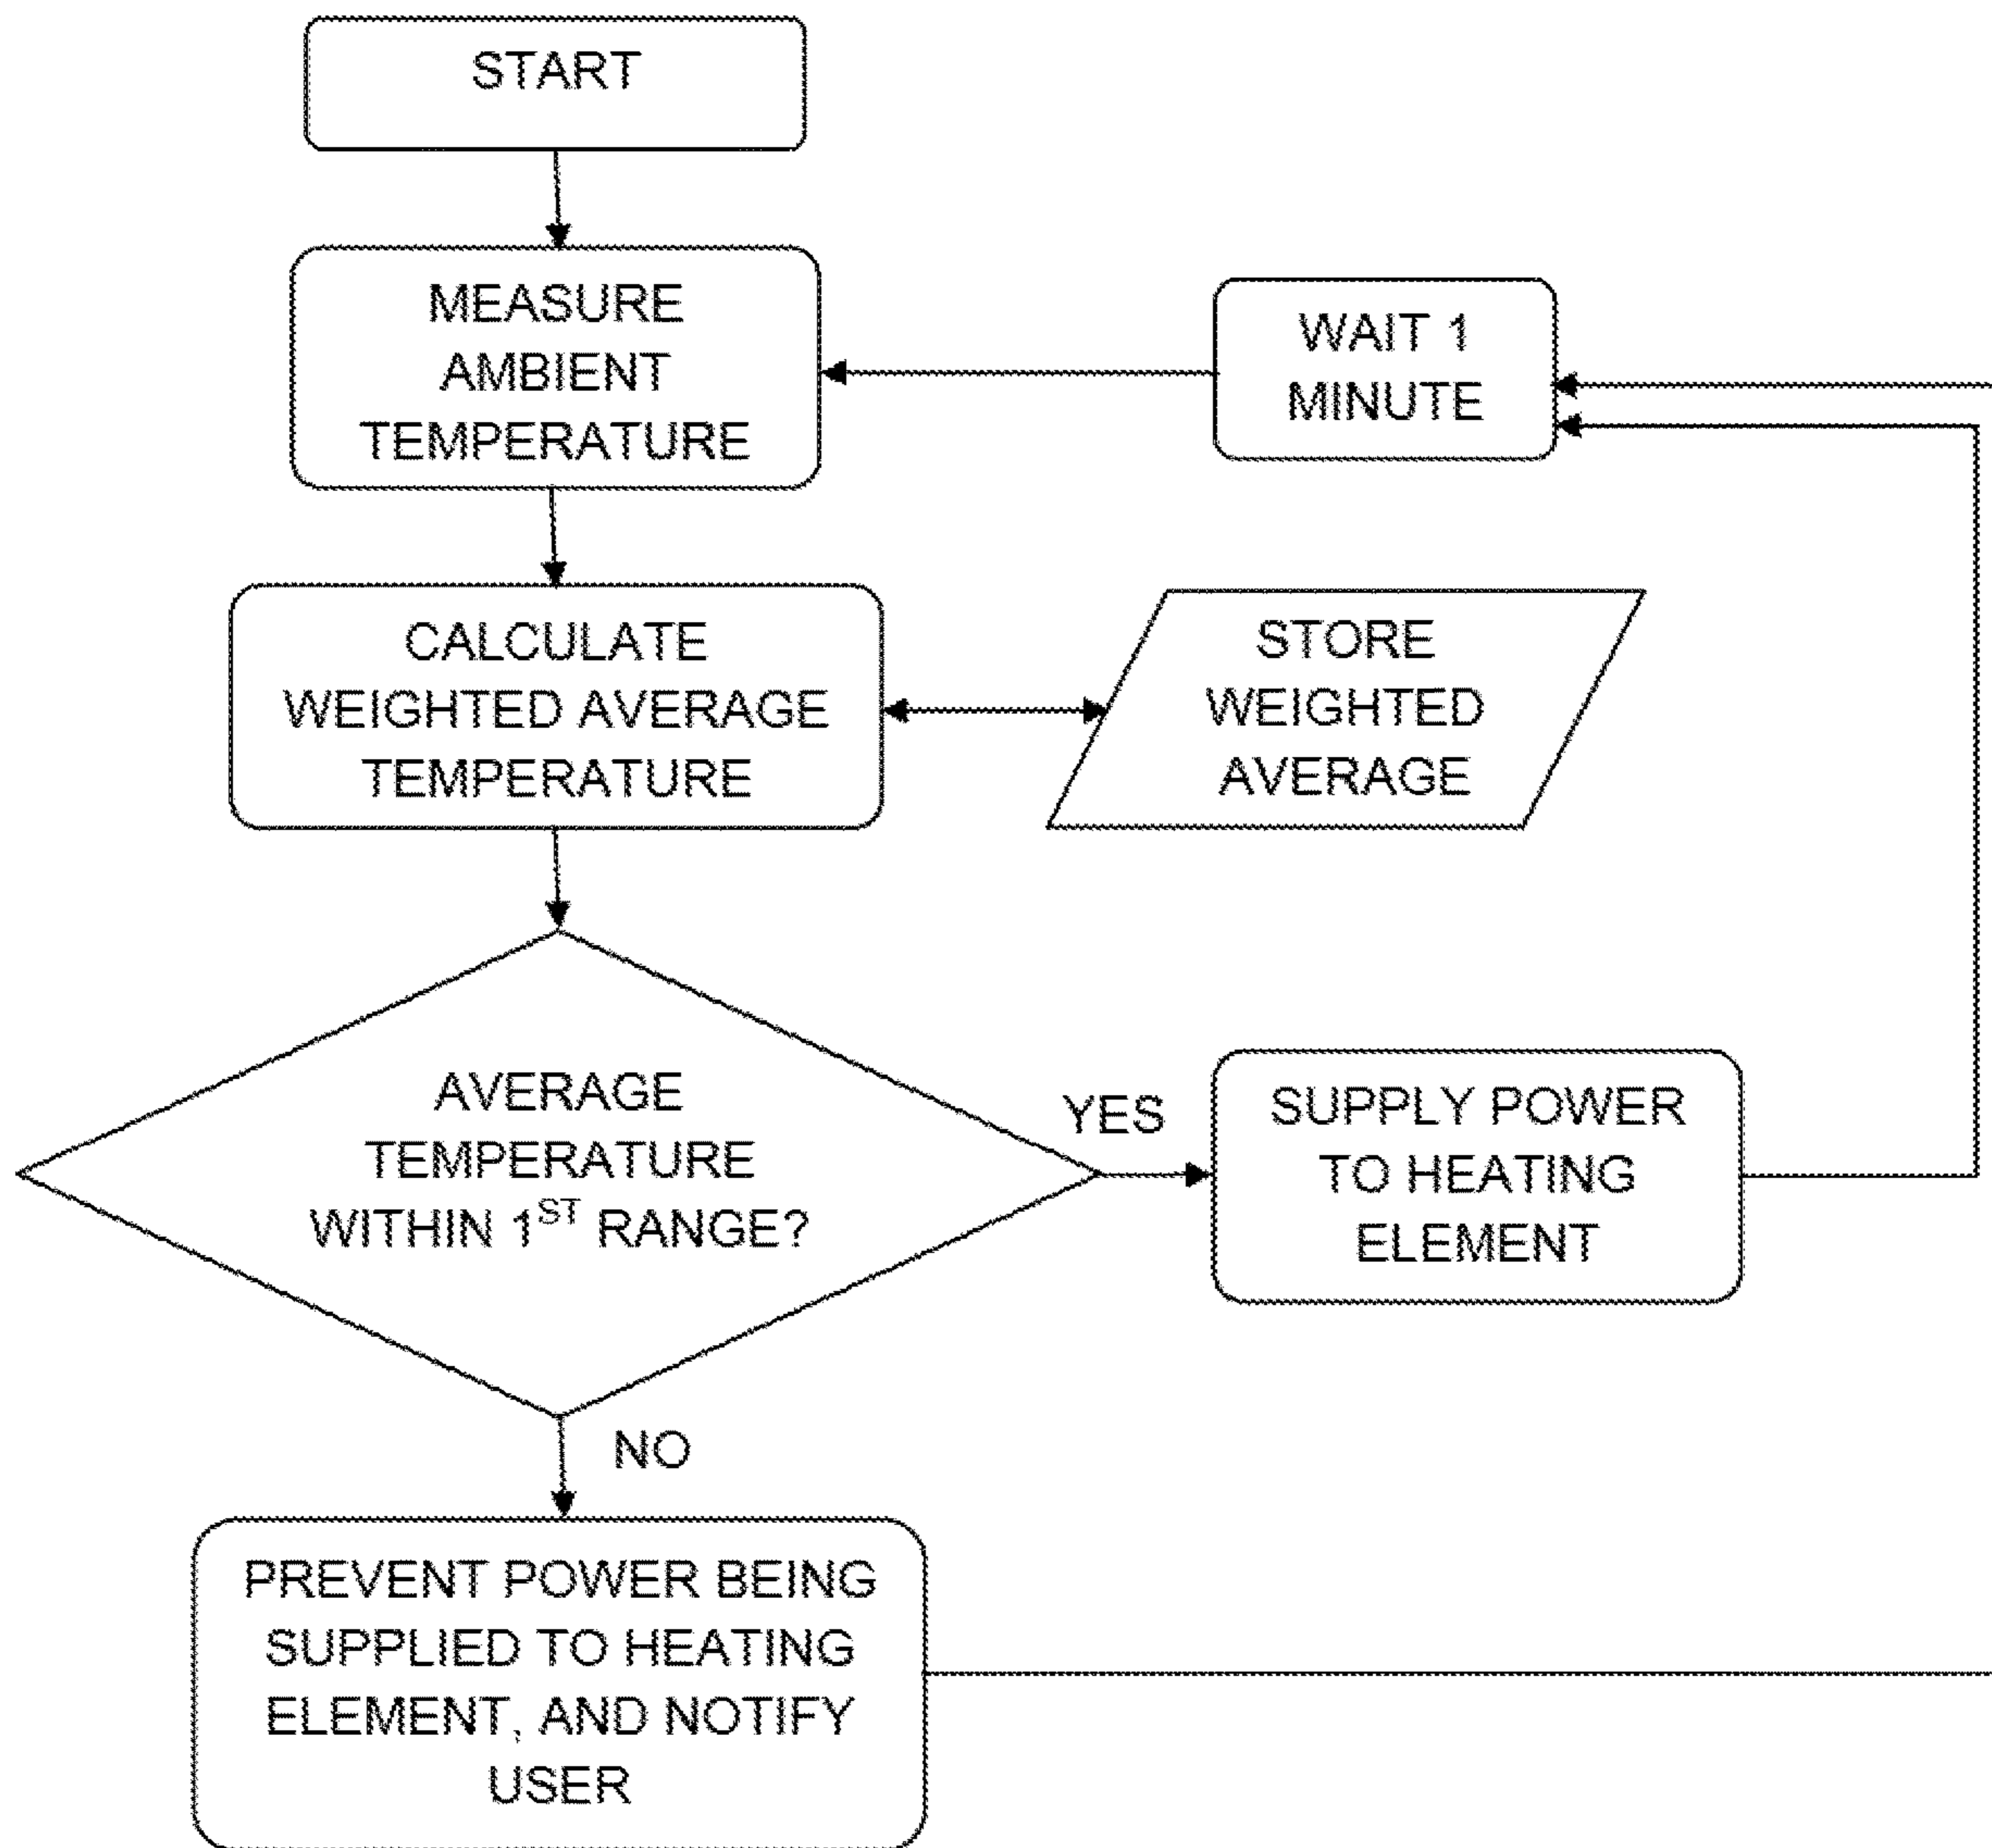 START
MEASURE
AMBIENT
TEMPERATURE
WAIT 1
MINUTE
CALCULATE
WEIGHTED AVERAGE
TEMPERATURE
STORE
WEIGHTED
AVERAGE
AVERAGE
TEMPERATURE
WITHIN 1ST RANGE?
YES
SUPPLY POWER
TO HEATING
ELEMENT
NO
PREVENT POWER BEING
SUPPLIED TO HEATING
ELEMENT, AND NOTIFY
USER